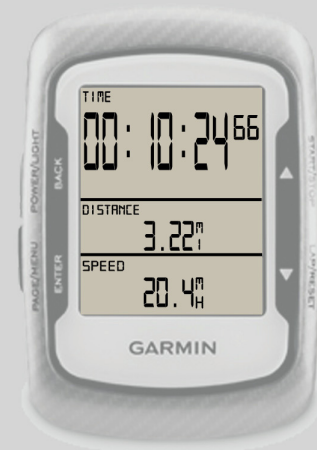 TIME
00:10:24 66
DISTANCE
3.22 MI
SPEED
20.4 MH
GARMIN
POWER/LIGHT
BACK
PAGE/MENU
ENTER
START/STOP
LAP/RESET